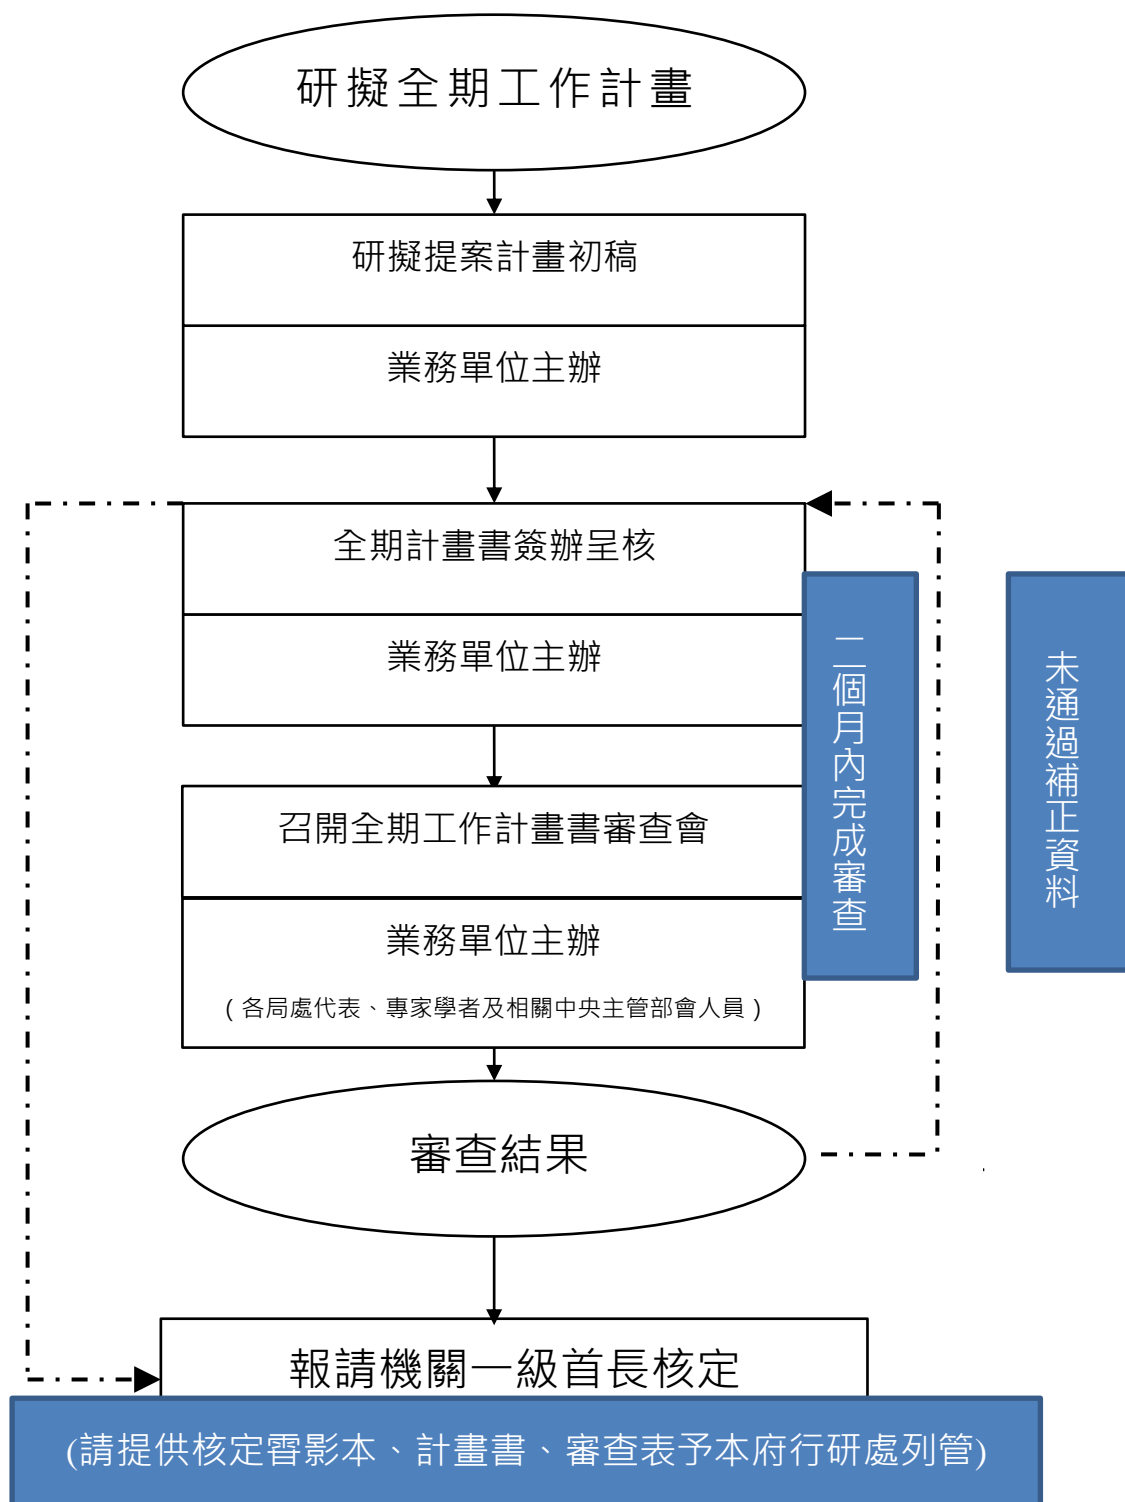 研擬全期工作計畫
研擬提案計畫初稿
業務單位主辦
全期計畫書簽辦呈核
業務單位主辦
二個月內完成審查
未通過補正資料
召開全期工作計畫書審查會
業務單位主辦
(各局處代表、專家學者及相關中央主管部會人員)
審查結果
報請機關一級首長核定
(請提供核定霤影本、計畫書、審查表予本府行研處列管)